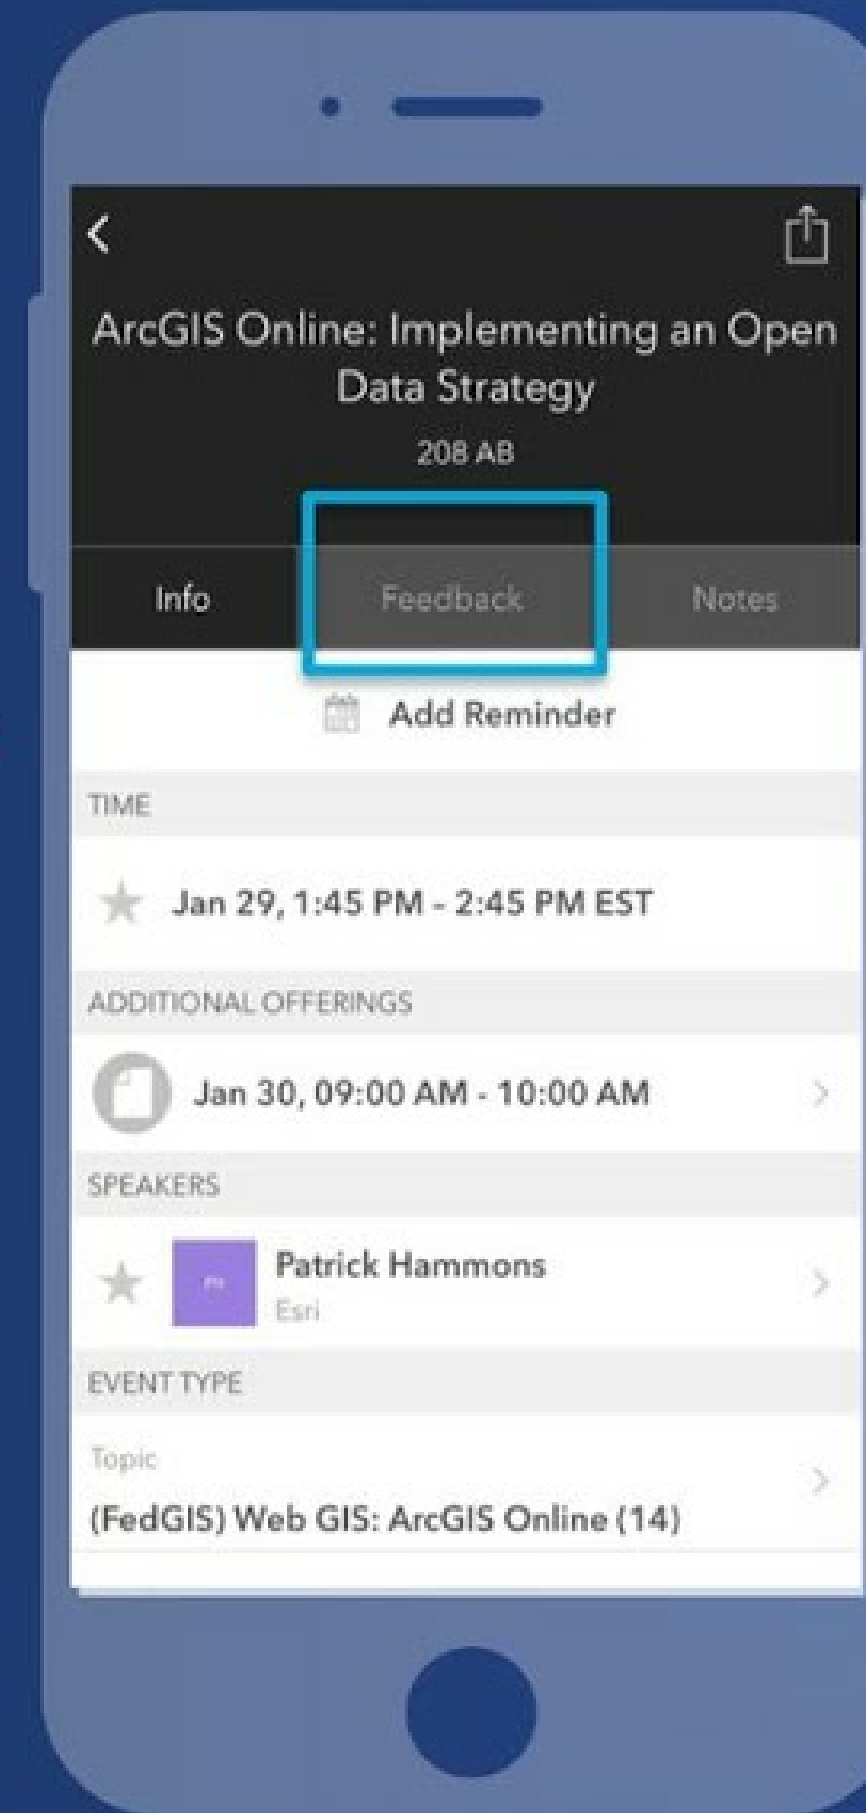 ArcGIS Online: Implementing an Open
Data Strategy
208 AB
Info Feedback Notes
Add Reminder
TIME
Jan 29, 1:45 PM - 2:45 PM EST
ADDITIONAL OFFERINGS
Jan 30, 09:00 AM - 10:00 AM
SPEAKERS
Patrick Hammons
Esri
EVENT TYPE
Topic
(FedGIS) Web GIS: ArcGIS Online (14)